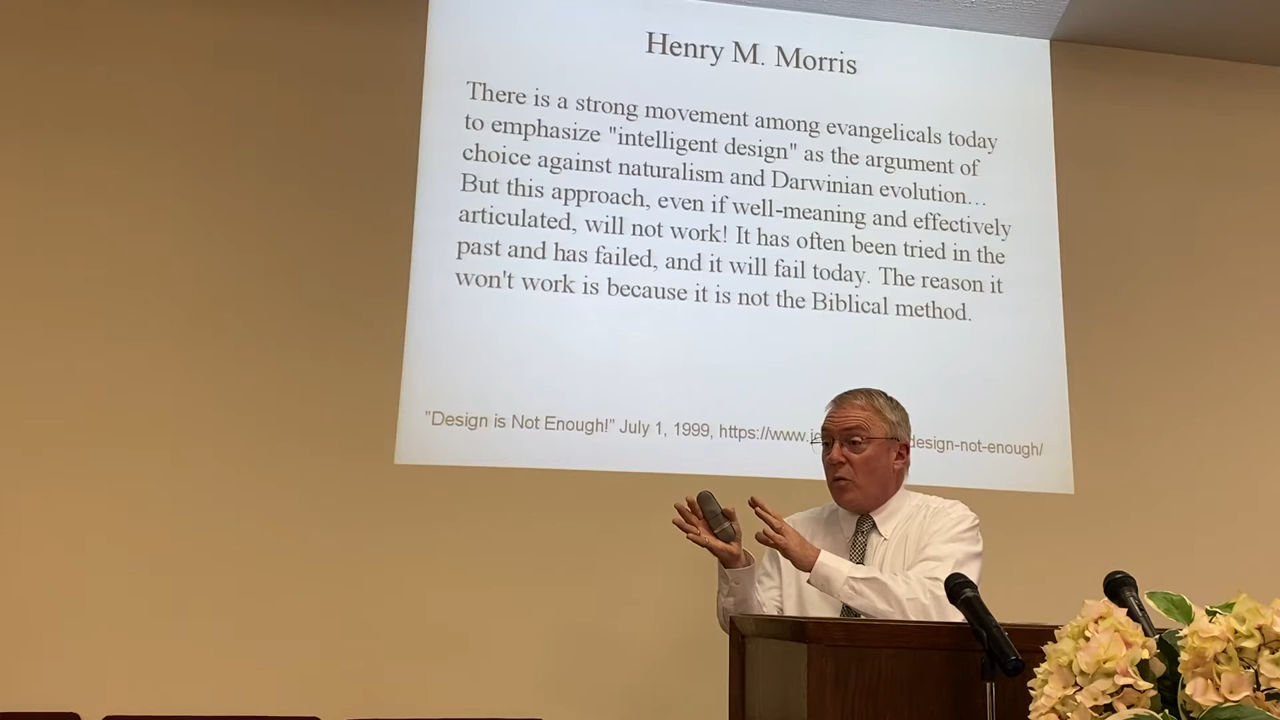 Henry M. Morris
There is a strong movement among evangelicals today
to emphasize "intelligent design" as the argument of
choice against naturalism and Darwinian evolution…
But this approach, even if well-meaning and effectively
articulated, will not work! It has often been tried in the
past and has failed, and it will fail today. The reason it
won't work is because it is not the Biblical method.
"Design is Not Enough!" July 1, 1999, https://www. design-not-enough/